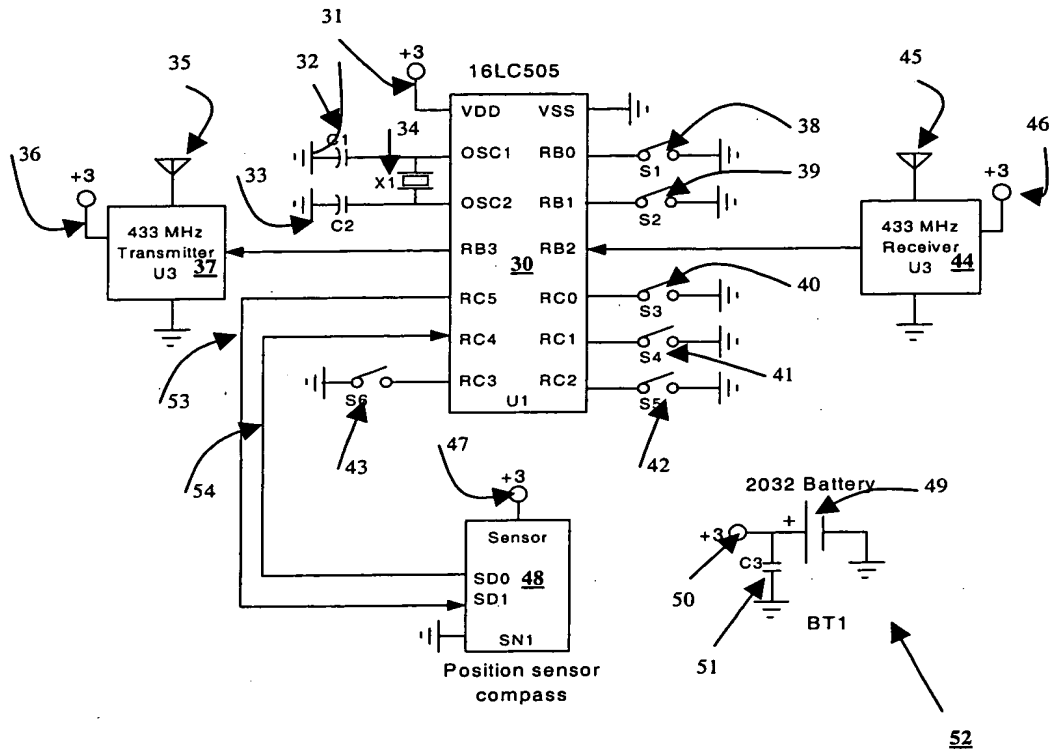 31
+3
16LC505
35
32
45
VDD
VSS
38
46
C1
34
36
+3
OSC1
RB0
S1
39
+3
33
X1
433 MHz
Transmitter
U3
37
C2
OSC2
RB1
S2
433 MHz
Receiver
U3
44
RB3
30
RB2
40
RC5
RC0
S3
RC4
RC1
S4
41
53
RC3
RC2
S6
U1
S5
54
43
47
42
+3
2032 Battery
49
Sensor
+3
+
SD0
48
C3
SD1
50
SN1
BT1
51
Position sensor
compass
52